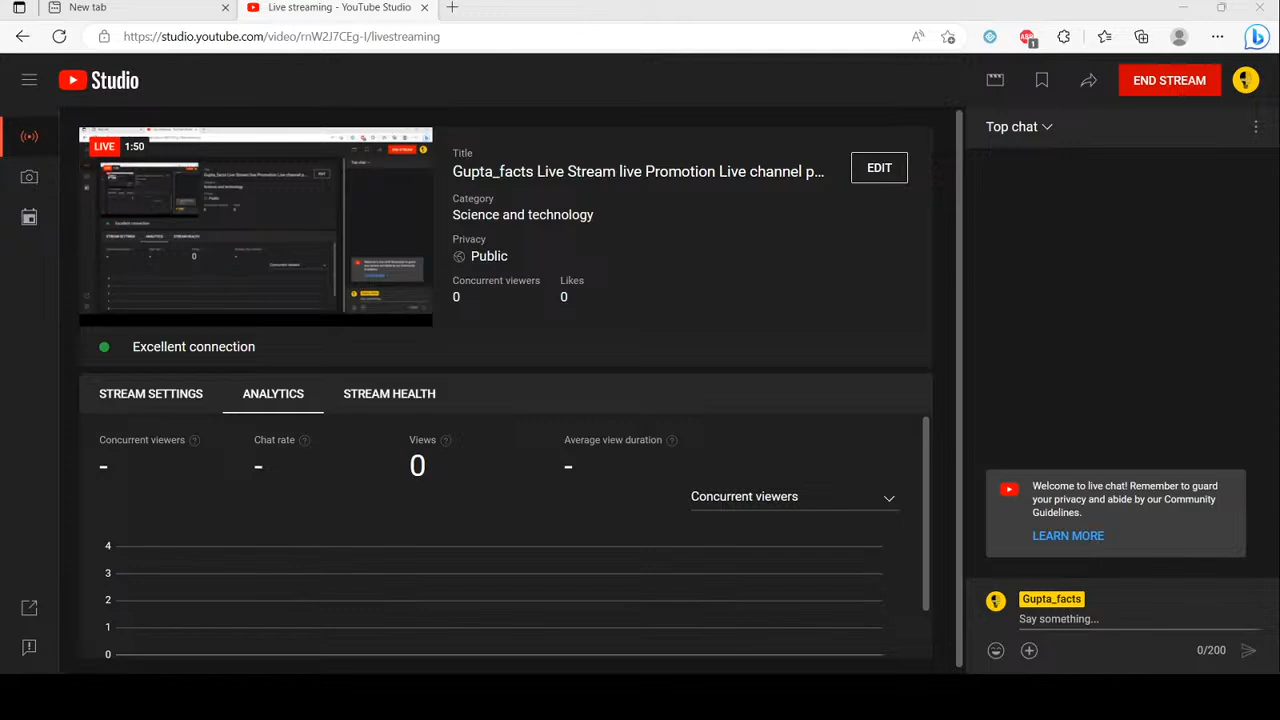 New tab
Live streaming - YouTube Studio
https://studio.youtube.com/video/rnW2J7CEg-I/livestreaming
Studio
END STREAM
LIVE 1:50
Title
Gupta_facts Live Stream live Promotion Live channel p...
EDIT
Category
Science and technology
Privacy
Public
Concurrent viewers
Likes
0
0
Excellent connection
STREAM SETTINGS
ANALYTICS
STREAM HEALTH
Concurrent viewers
Chat rate
Views
Average view duration
-
-
0
-
Concurrent viewers
4
3
2
1
0
Top chat
Welcome to live chat! Remember to guard
your privacy and abide by our Community
Guidelines.
LEARN MORE
Gupta_facts
Say something...
0/200